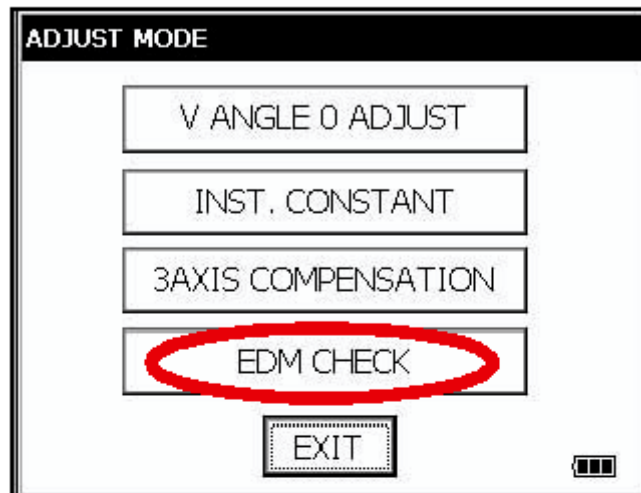 ADJUST MODE
V ANGLE 0 ADJUST
INST. CONSTANT
3AXIS COMPENSATION
EDM CHECK
EXIT